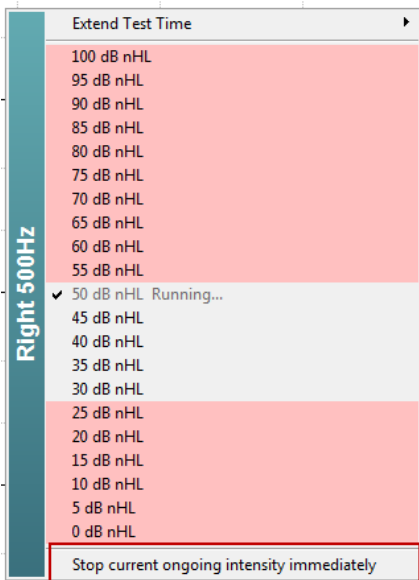 Right 500Hz
Extend Test Time
100 dB nHL
95 dB nHL
90 dB nHL
85 dB nHL
80 dB nHL
75 dB nHL
70 dB nHL
65 dB nHL
60 dB nHL
55 dB nHL
50 dB nHL Running...
45 dB nHL
40 dB nHL
35 dB nHL
30 dB nHL
25 dB nHL
20 dB nHL
15 dB nHL
10 dB nHL
5 dB nHL
0 dB nHL
Stop current ongoing intensity immediately